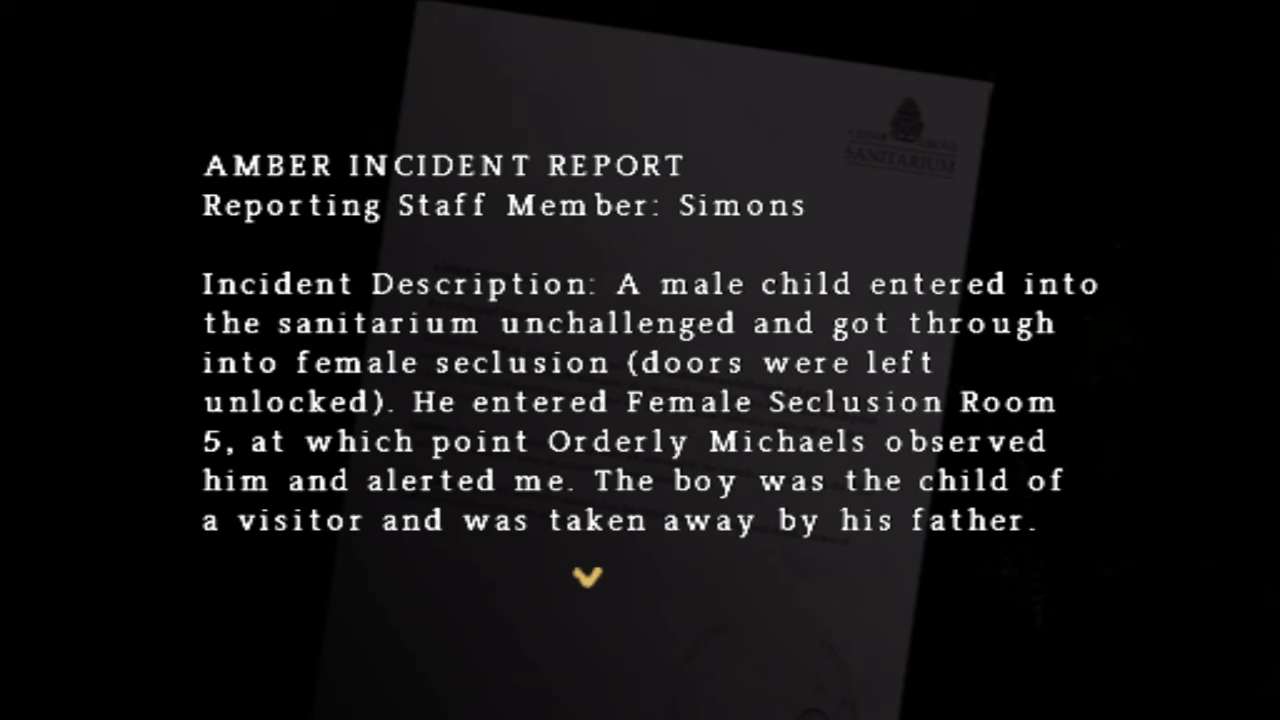 SANITARIUM
AMBER INCIDENT REPORT
Reporting Staff Member: Simons
Incident Description: A male child entered into
the sanitarium unchallenged and got through
into female seclusion (doors were left
unlocked). He entered Female Seclusion Room
5, at which point Orderly Michaels observed
him and alerted me. The boy was the child of
a visitor and was taken away by his father.